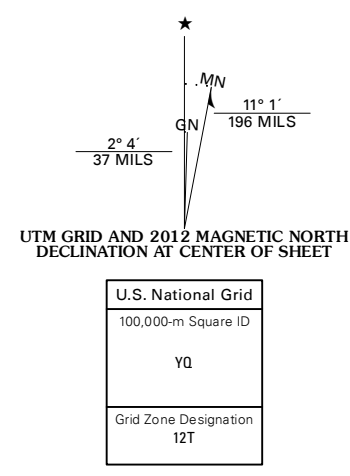 ★
MN
11° 1´
196 MILS
GN
2° 4´
37 MILS
UTM GRID AND 2012 MAGNETIC NORTH
DECLINATION AT CENTER OF SHEET
U.S. National Grid
100,000-m Square ID
YQ
Grid Zone Designation
12T